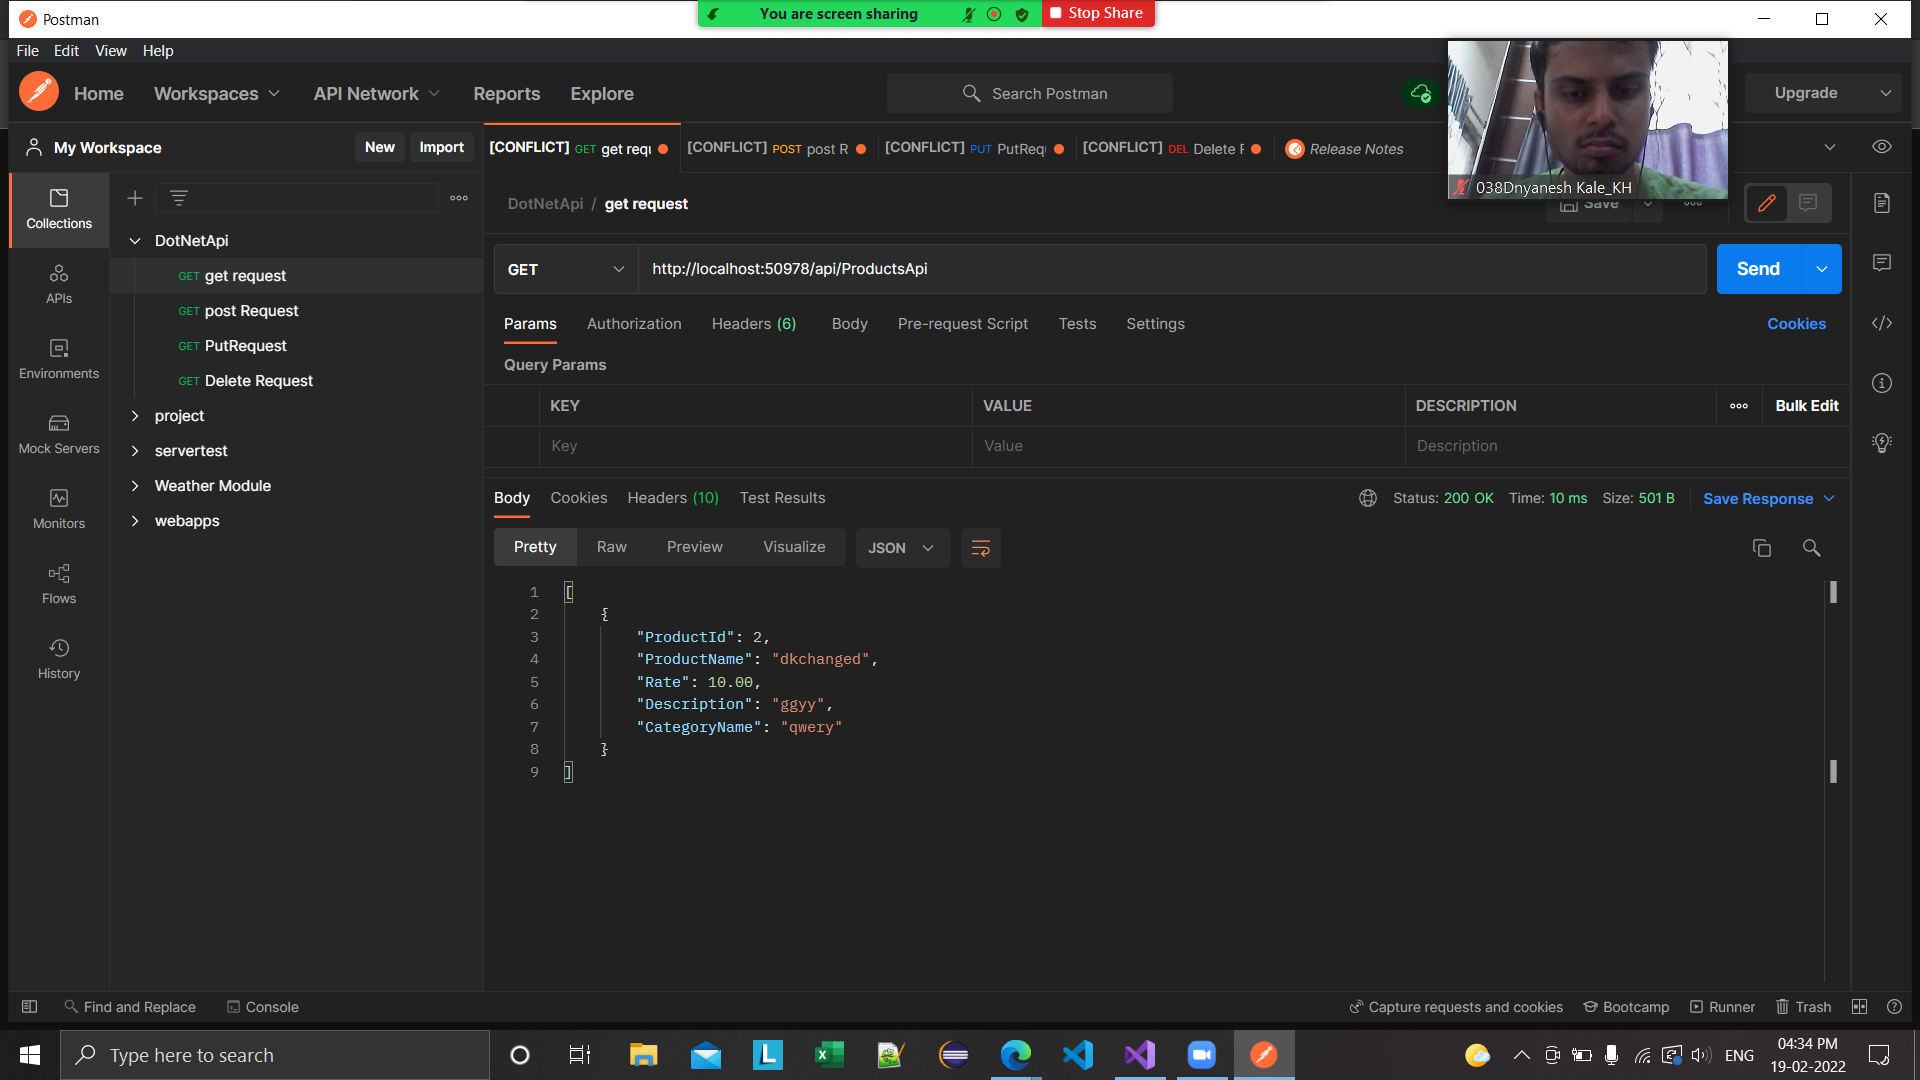 Postman
You are screen sharing
Stop Share
File Edit View Help
Home Workspaces API Network Reports Explore
Search Postman
Upgrade
My Workspace New Import
[CONFLICT] GET get requ
[CONFLICT] POST post R
[CONFLICT] PUT PutReq
[CONFLICT] DEL Delete
Release Notes
038Dnyanesh Kale_KH
Collections
APIs
Environments
Mock Servers
Monitors
Flows
History
DotNetApi
GET get request
GET post Request
GET PutRequest
GET Delete Request
project
servertest
Weather Module
webapps
DotNetApi / get request
Save
GET http://localhost:50978/api/ProductsApi Send
Params Authorization Headers (6) Body Pre-request Script Tests Settings Cookies
Query Params
KEY VALUE DESCRIPTION Bulk Edit
Key Value Description
Body Cookies Headers (10) Test Results Status: 200 OK Time: 10 ms Size: 501 B Save Response
Pretty Raw Preview Visualize JSON
1 [
2 {
3 "ProductId": 2,
4 "ProductName": "dkchanged",
5 "Rate": 10.00,
6 "Description": "ggyy",
7 "CategoryName": "qwery"
8 }
9 ]
Find and Replace Console Capture requests and cookies Bootcamp Runner Trash
Type here to search
ENG
04:34 PM
19-02-2022